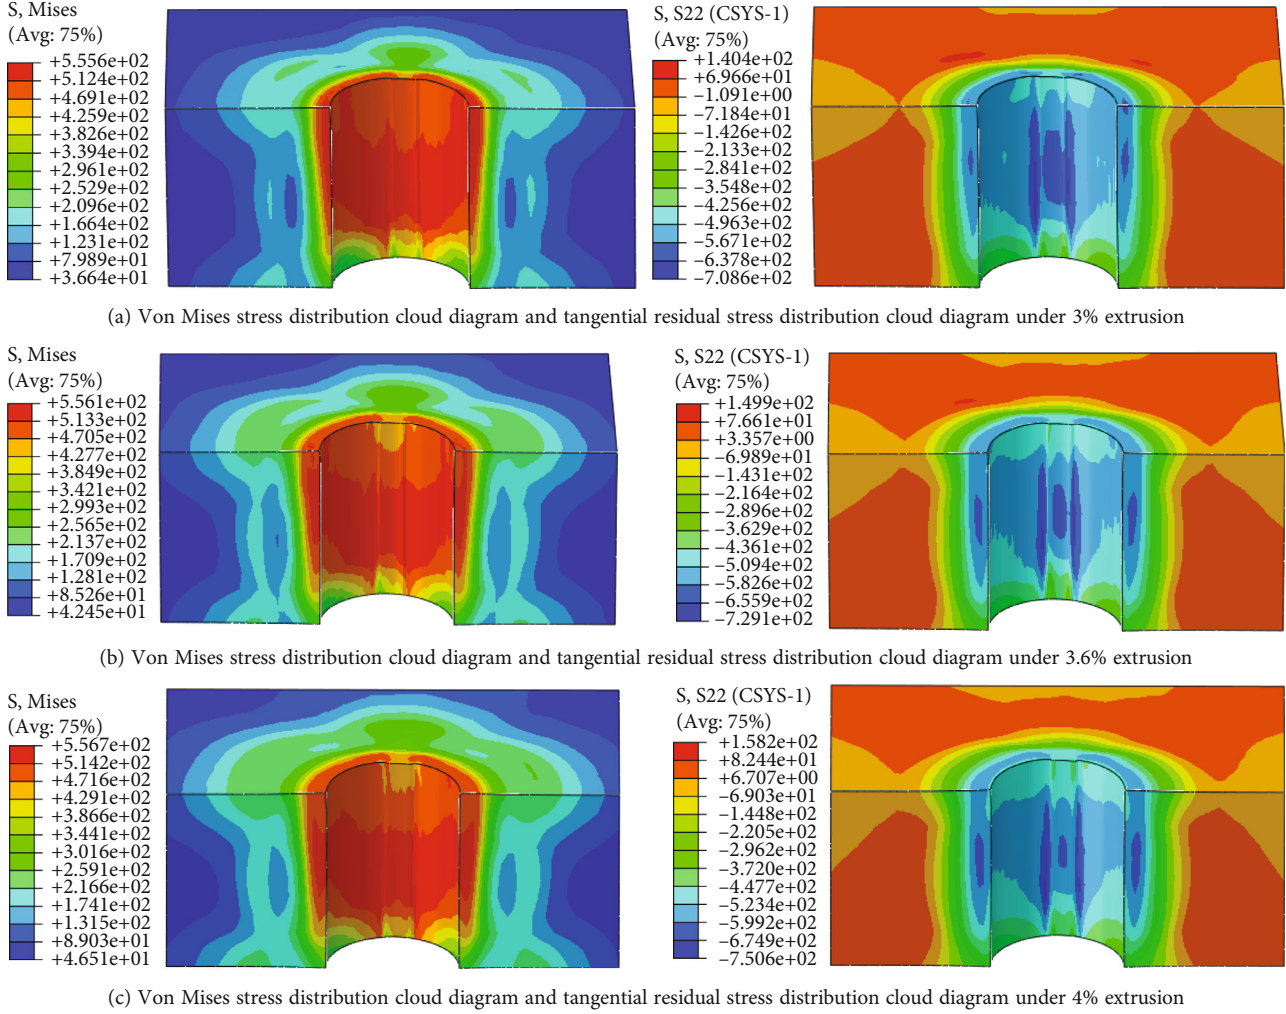 S, Mises
(Avg: 75%)
+5.556e+02
+5.124e+02
+4.691e+02
+4.259e+02
+3.826e+02
+3.394e+02
+2.961e+02
+2.529e+02
+2.096e+02
+1.664e+02
+1.231e+02
+7.989e+01
+3.664e+01
S, S22 (CSYS-1)
(Avg: 75%)
+1.404e+02
+6.966e+01
–1.091e+00
–7.184e+01
–1.426e+02
–2.133e+02
–2.841e+02
–3.548e+02
–4.256e+02
–4.963e+02
–5.671e+02
–6.378e+02
–7.086e+02
(a) Von Mises stress distribution cloud diagram and tangential residual stress distribution cloud diagram under 3% extrusion
S, Mises
(Avg: 75%)
+5.561e+02
+5.133e+02
+4.705e+02
+4.277e+02
+3.849e+02
+3.421e+02
+2.993e+02
+2.565e+02
+2.137e+02
+1.709e+02
+1.281e+02
+8.526e+01
+4.245e+01
S, S22 (CSYS-1)
(Avg: 75%)
+1.499e+02
+7.661e+01
+3.357e+00
–6.989e+01
–1.431e+02
–2.164e+02
–2.896e+02
–3.629e+02
–4.361e+02
–5.094e+02
–5.826e+02
–6.559e+02
–7.291e+02
(b) Von Mises stress distribution cloud diagram and tangential residual stress distribution cloud diagram under 3.6% extrusion
S, Mises
(Avg: 75%)
+5.567e+02
+5.142e+02
+4.716e+02
+4.291e+02
+3.866e+02
+3.441e+02
+3.016e+02
+2.591e+02
+2.166e+02
+1.741e+02
+1.315e+02
+8.903e+01
+4.651e+01
S, S22 (CSYS-1)
(Avg: 75%)
+1.582e+02
+8.244e+01
+6.707e+00
–6.903e+01
–1.448e+02
–2.205e+02
–2.962e+02
–3.720e+02
–4.477e+02
–5.234e+02
–5.992e+02
–6.749e+02
–7.506e+02
(c) Von Mises stress distribution cloud diagram and tangential residual stress distribution cloud diagram under 4% extrusion